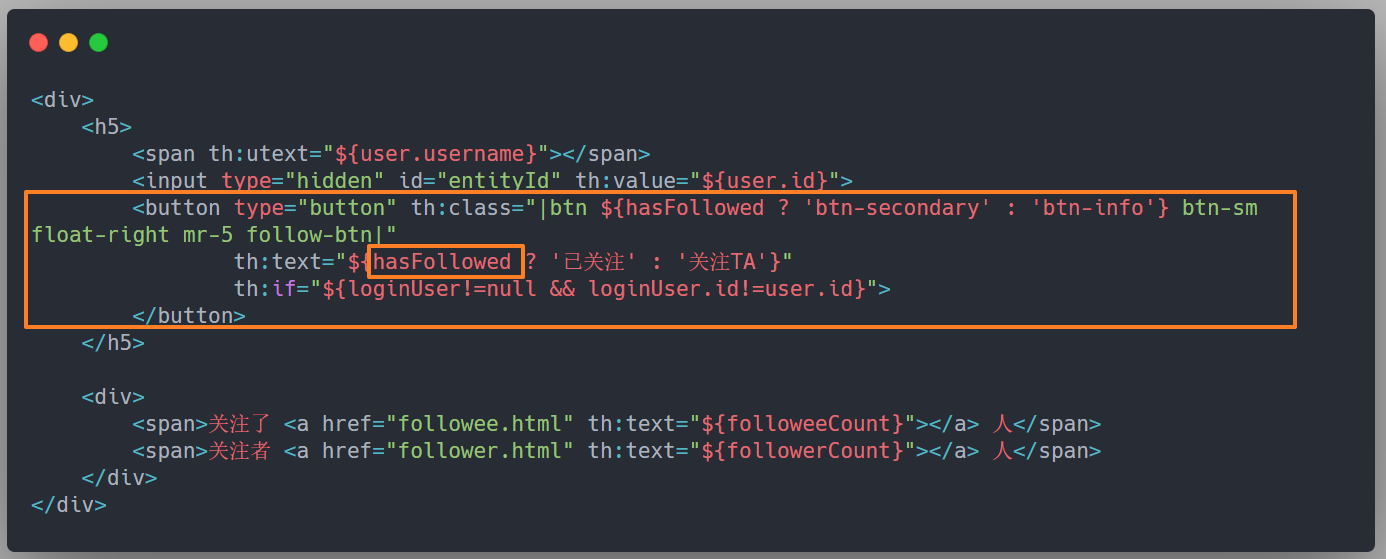 <div>
    <h5>
        <span th:utext="${user.username}"></span>
        <input type="hidden" id="entityId" th:value="${user.id}">
        <button type="button" th:class="|btn ${hasFollowed ? 'btn-secondary' : 'btn-info'} btn-sm
float-right mr-5 follow-btn|"
                th:text="${hasFollowed ? '已关注' : '关注TA'}"
                th:if="${loginUser!=null && loginUser.id!=user.id}">
        </button>
    </h5>

    <div>
        <span>关注了 <a href="followee.html" th:text="${followeeCount}"></a> 人</span>
        <span>关注者 <a href="follower.html" th:text="${followerCount}"></a> 人</span>
    </div>
</div>